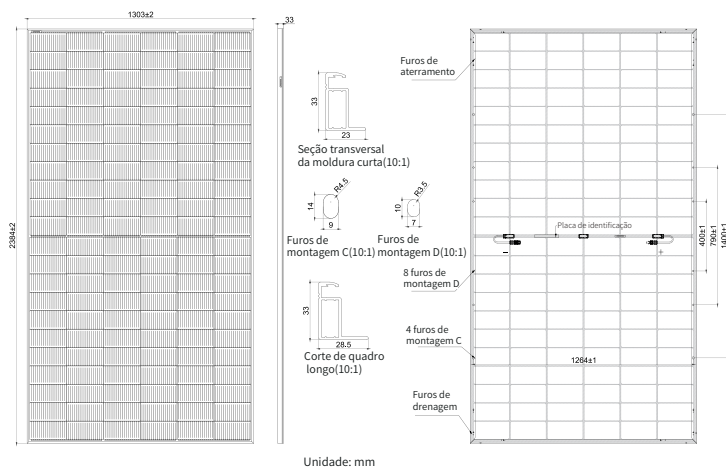 1303±2
33
2384±2
33
23
Seção transversal
da moldura curta(10:1)
R4.5
14
9
Furos de
montagem C(10:1)
R3.5
10
7
Furos de
montagem D(10:1)
33
28.5
Corte de quadro
longo(10:1)
Furos de
aterramento
Placa de identificação
8 furos de
montagem D
4 furos de
montagem C
1264±1
Furos de
drenagem
400±1
790±1
1400±1
Unidade: mm